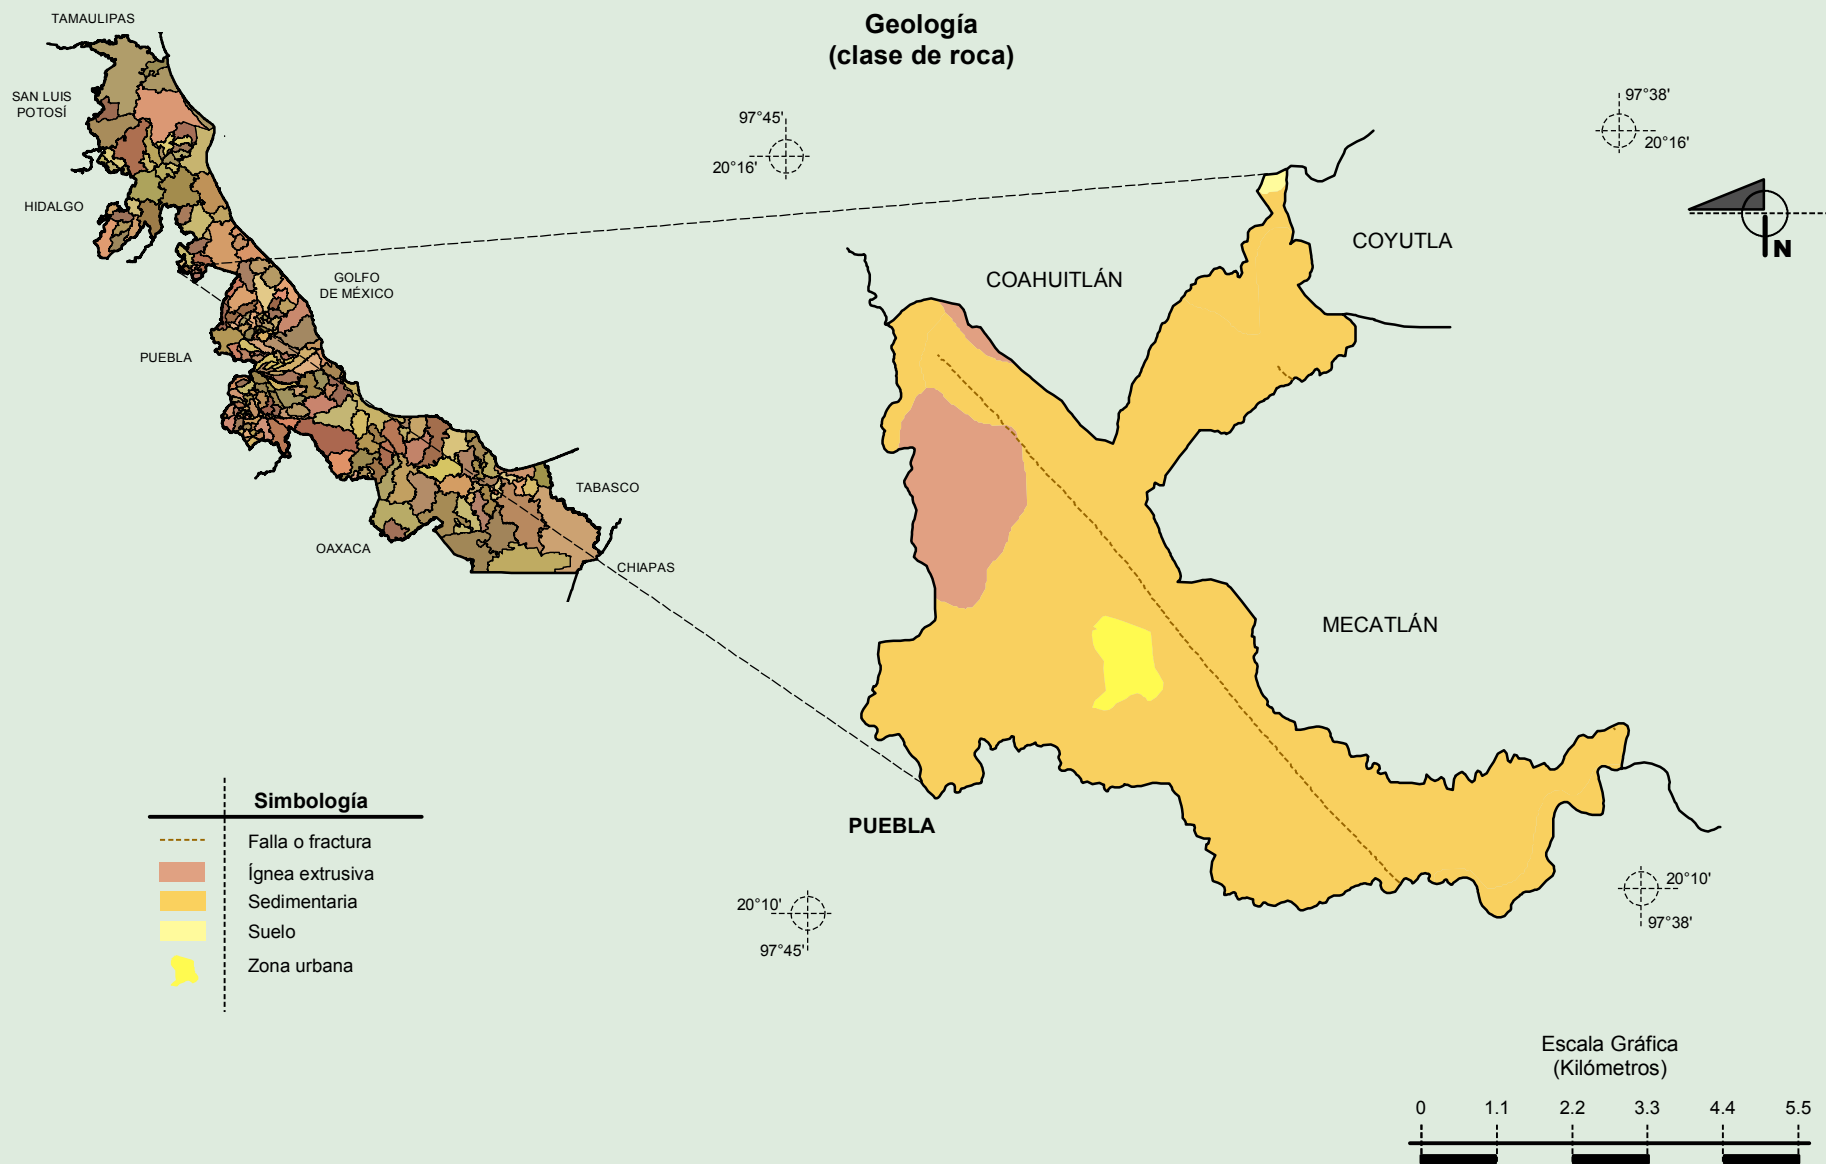 Geología
(clase de roca)
TAMAULIPAS
SAN LUIS
POTOSÍ
HIDALGO
GOLFO
DE MÉXICO
PUEBLA
TABASCO
OAXACA
CHIAPAS
97°45'
20°16'
97°38'
20°16'
N
COYUTLA
COAHUITLÁN
MECATLÁN
PUEBLA
20°10'
97°45'
20°10'
97°38'
Simbología
Falla o fractura
Ígnea extrusiva
Sedimentaria
Suelo
Zona urbana
Escala Gráfica
(Kilómetros)
0 1.1 2.2 3.3 4.4 5.5